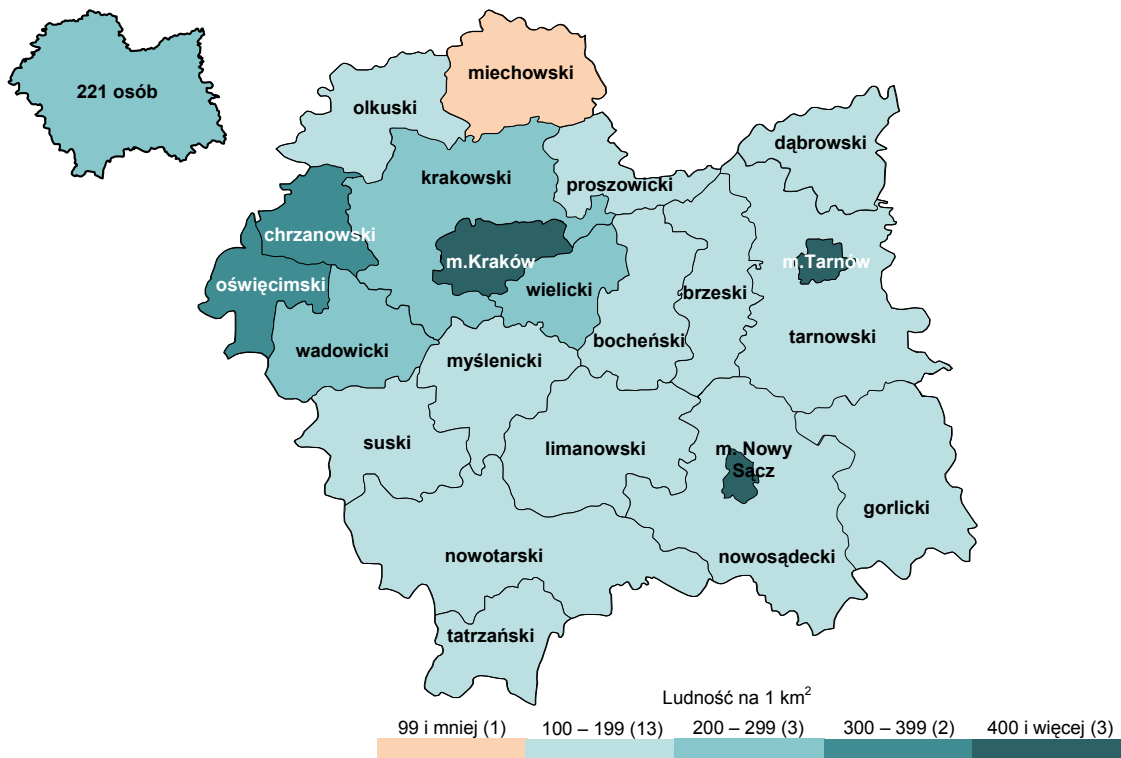 221 osób
miechowski
olkuski
dąbrowski
krakowski
proszowicki
chrzanowski
m.Kraków
m.Tarnów
oświęcimski
wielicki
brzeski
wadowicki
myślenicki
bocheński
tarnowski
suski
limanowski
m. Nowy
Sącz
gorlicki
nowotarski
nowosądecki
tatrzański
Ludność na 1 km²
99 i mniej (1) 100 – 199 (13) 200 – 299 (3) 300 – 399 (2) 400 i więcej (3)